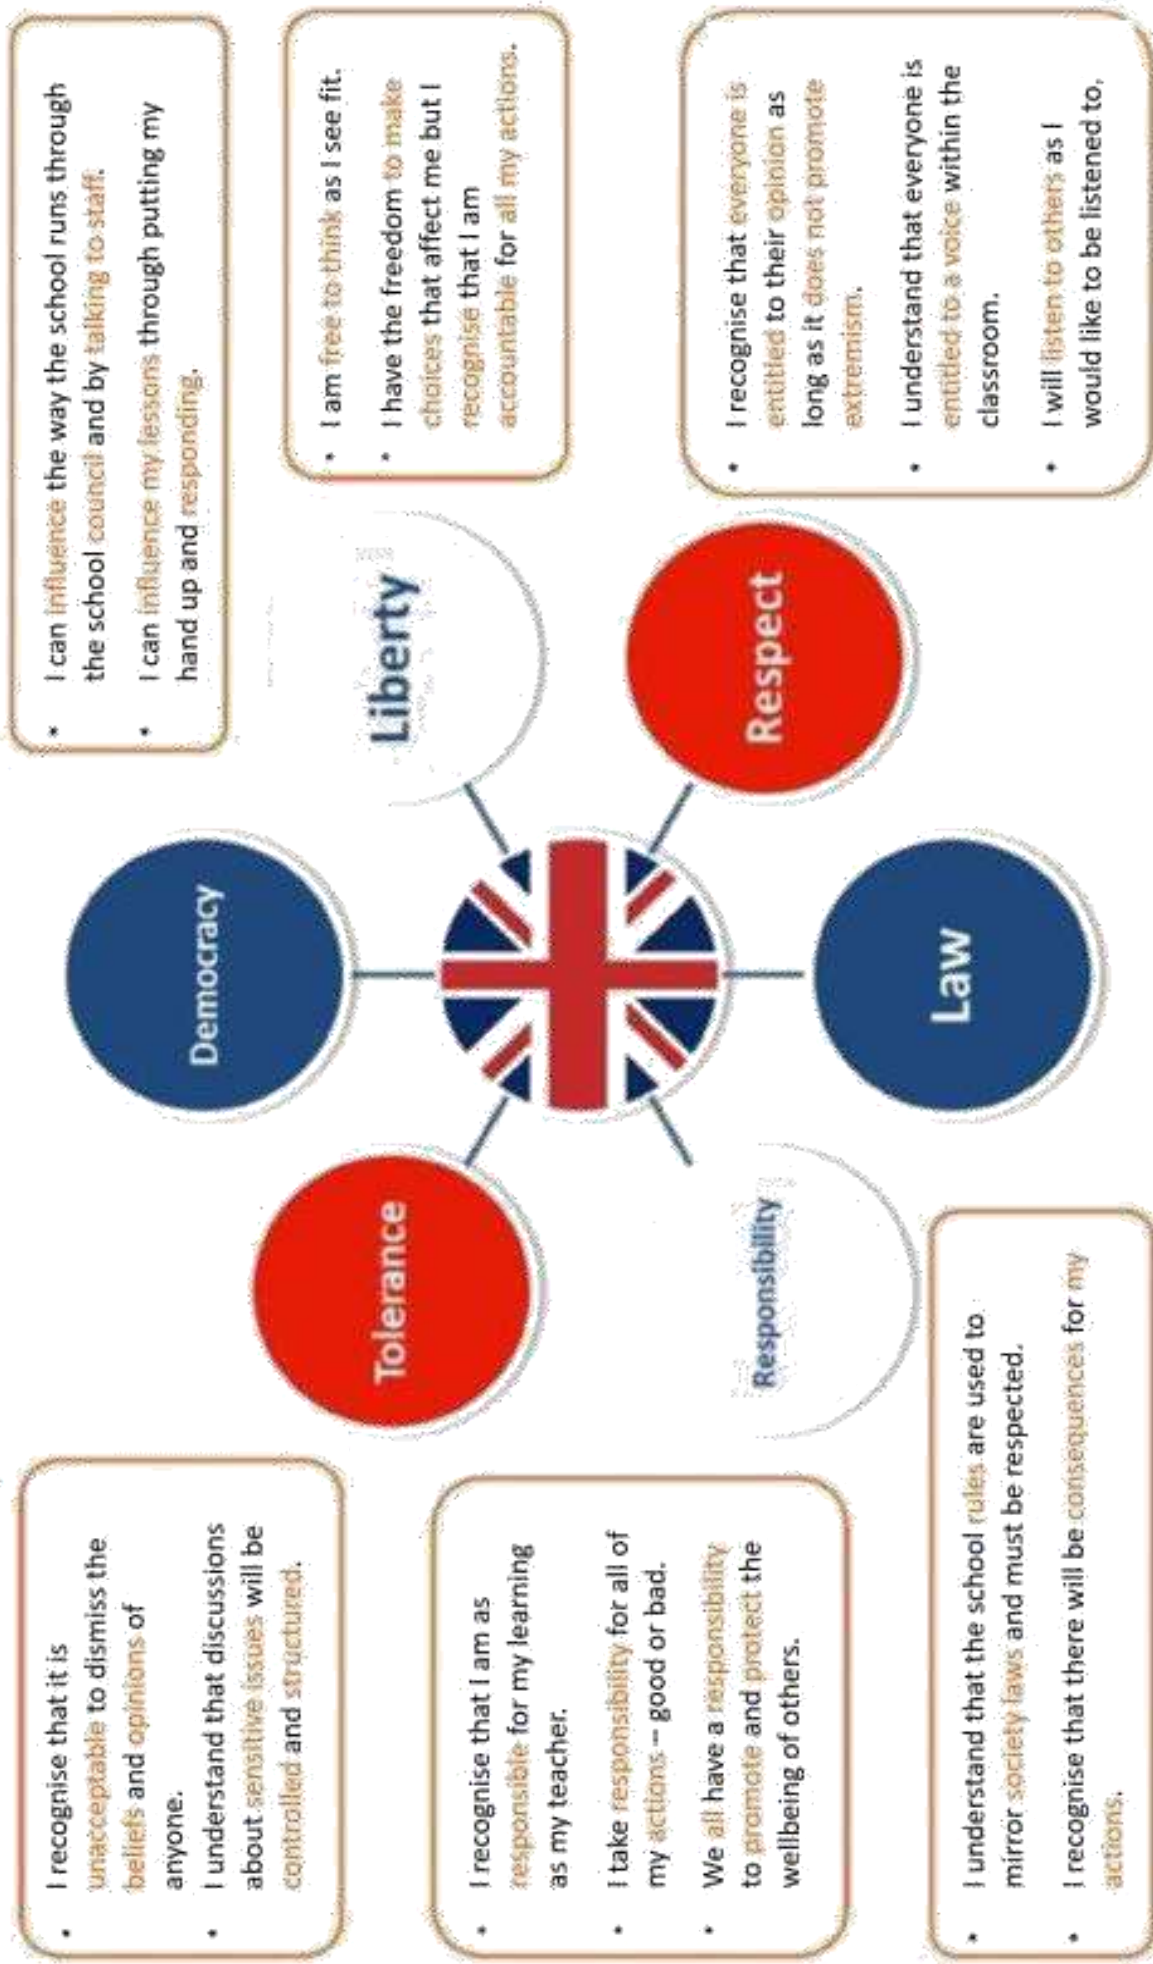 I can influence the way the school runs through
the school council and by talking to staff.
I can influence my lessons through putting my
hand up and responding.
Democracy
I recognise that it is
unacceptable to dismiss the
beliefs and opinions of
anyone.
I understand that discussions
about sensitive issues will be
controlled and structured.
Tolerance
Liberty
I am free to think as I see fit.
I have the freedom to make
choices that affect me but I
recognise that I am
accountable for all my actions.
I recognise that I am as
responsible for my learning
as my teacher.
I take responsibility for all of
my actions – good or bad.
We all have a responsibility
to promote and protect the
wellbeing of others.
Responsibility
Respect
I recognise that everyone is
entitled to their opinion as
long as it does not promote
extremism.
I understand that everyone is
entitled to a voice within the
classroom.
I will listen to others as I
would like to be listened to.
Law
I understand that the school rules are used to
mirror society laws and must be respected.
I recognise that there will be consequences for my
actions.